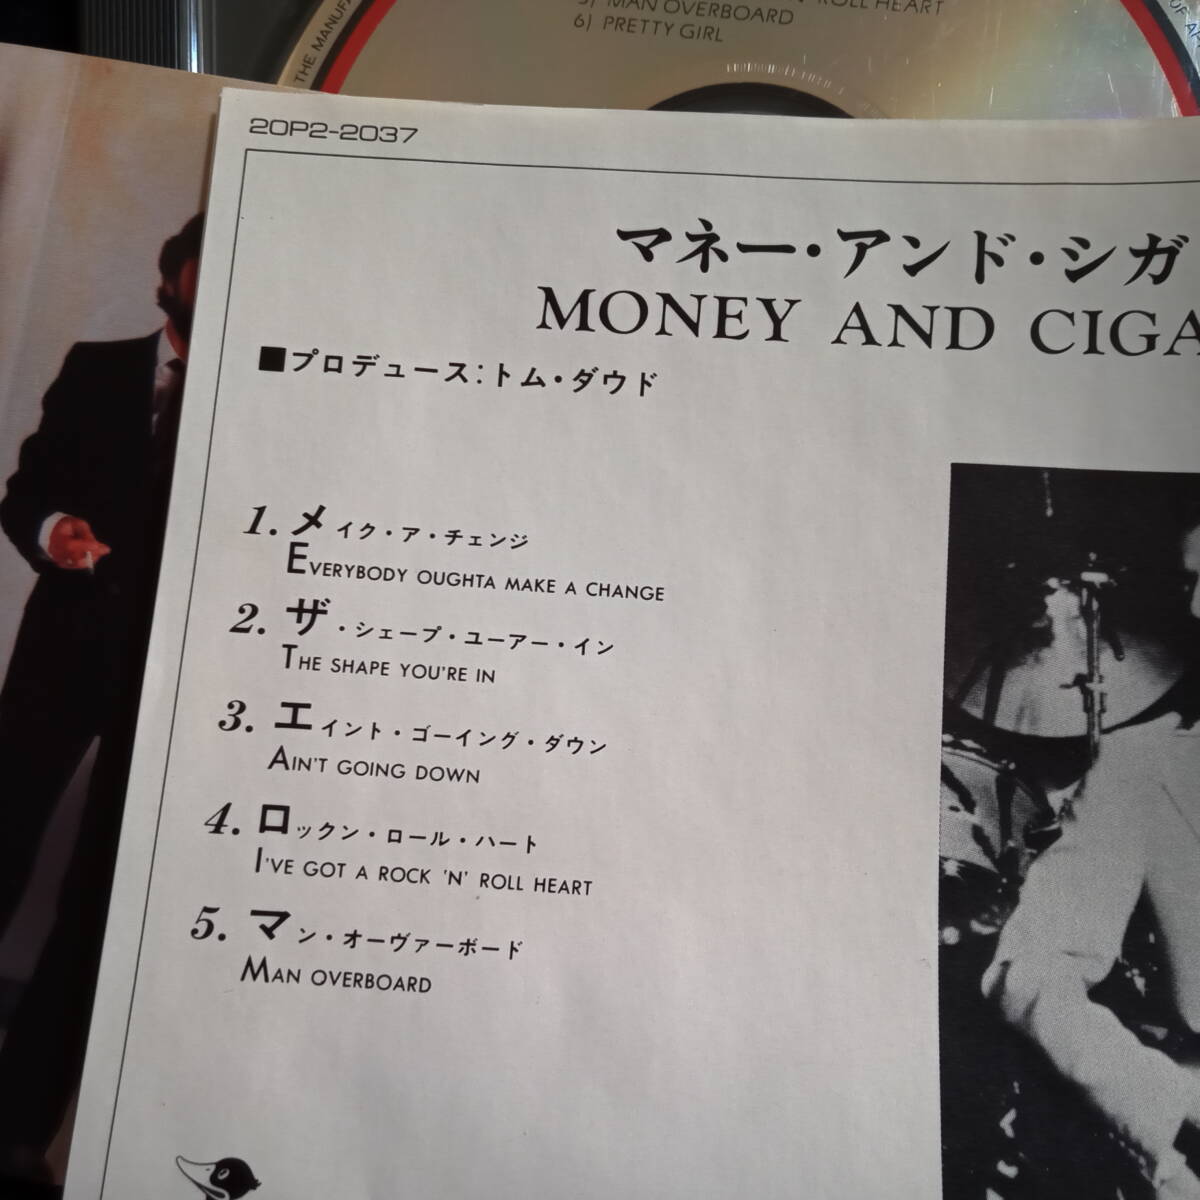 THE MANUFA
MAN OVERBOARD
ROLL HEART
6) PRETTY GIRL
20P2-2037
マネー・アンド・シガ
MONEY AND CIGA
■プロデュース:トム・ダウド
1. メイク・ア・チェンジ
EVERYBODY OUGHTA MAKE A CHANGE
2. ザ・シェープ・ユーアー・イン
THE SHAPE YOU'RE IN
3. エイント・ゴーイング・ダウン
AIN'T GOING DOWN
4. ロックン・ロール・ハート
I'VE GOT A ROCK 'N' ROLL HEART
5. マン・オーヴァーボード
MAN OVERBOARD